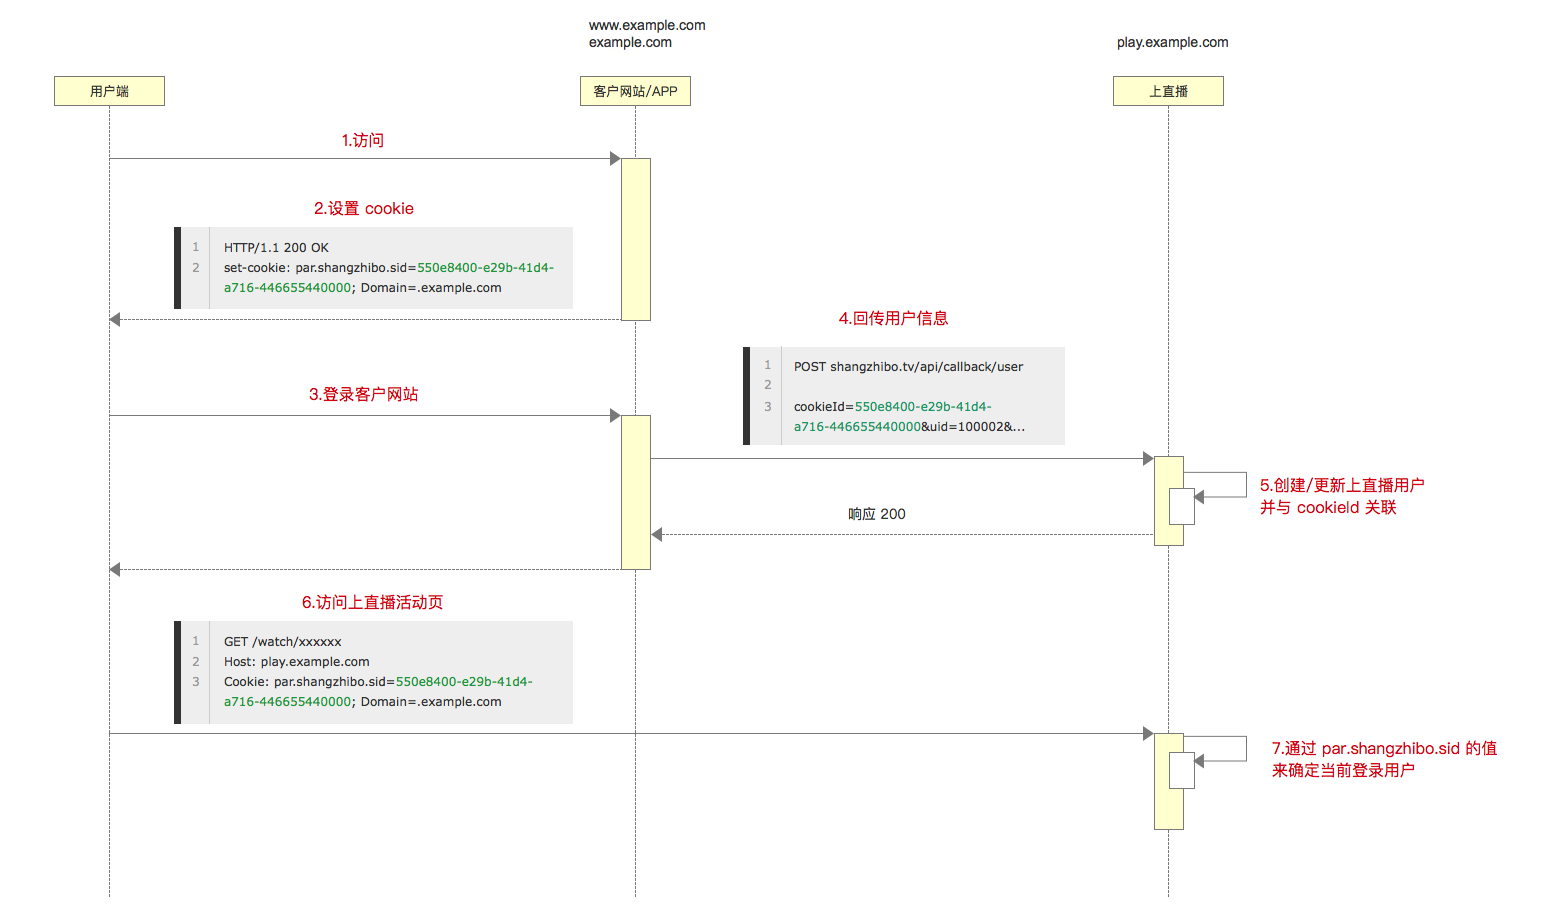 www.example.com
example.com
play.example.com
用户端
客户网站/APP
上直播
1.访问
2.设置 cookie
1 HTTP/1.1 200 OK
2 set-cookie: par.shangzhibo.sid=550e8400-e29b-41d4-
a716-446655440000; Domain=.example.com
4.回传用户信息
1 POST shangzhibo.tv/api/callback/user
2
3 cookieId=550e8400-e29b-41d4-
a716-446655440000&uid=100002&...
3.登录客户网站
5.创建/更新上直播用户
并与 cookieId 关联
响应 200
6.访问上直播活动页
1 GET /watch/xxxxxx
2 Host: play.example.com
3 Cookie: par.shangzhibo.sid=550e8400-e29b-41d4-
a716-446655440000; Domain=.example.com
7.通过 par.shangzhibo.sid 的值
来确定当前登录用户